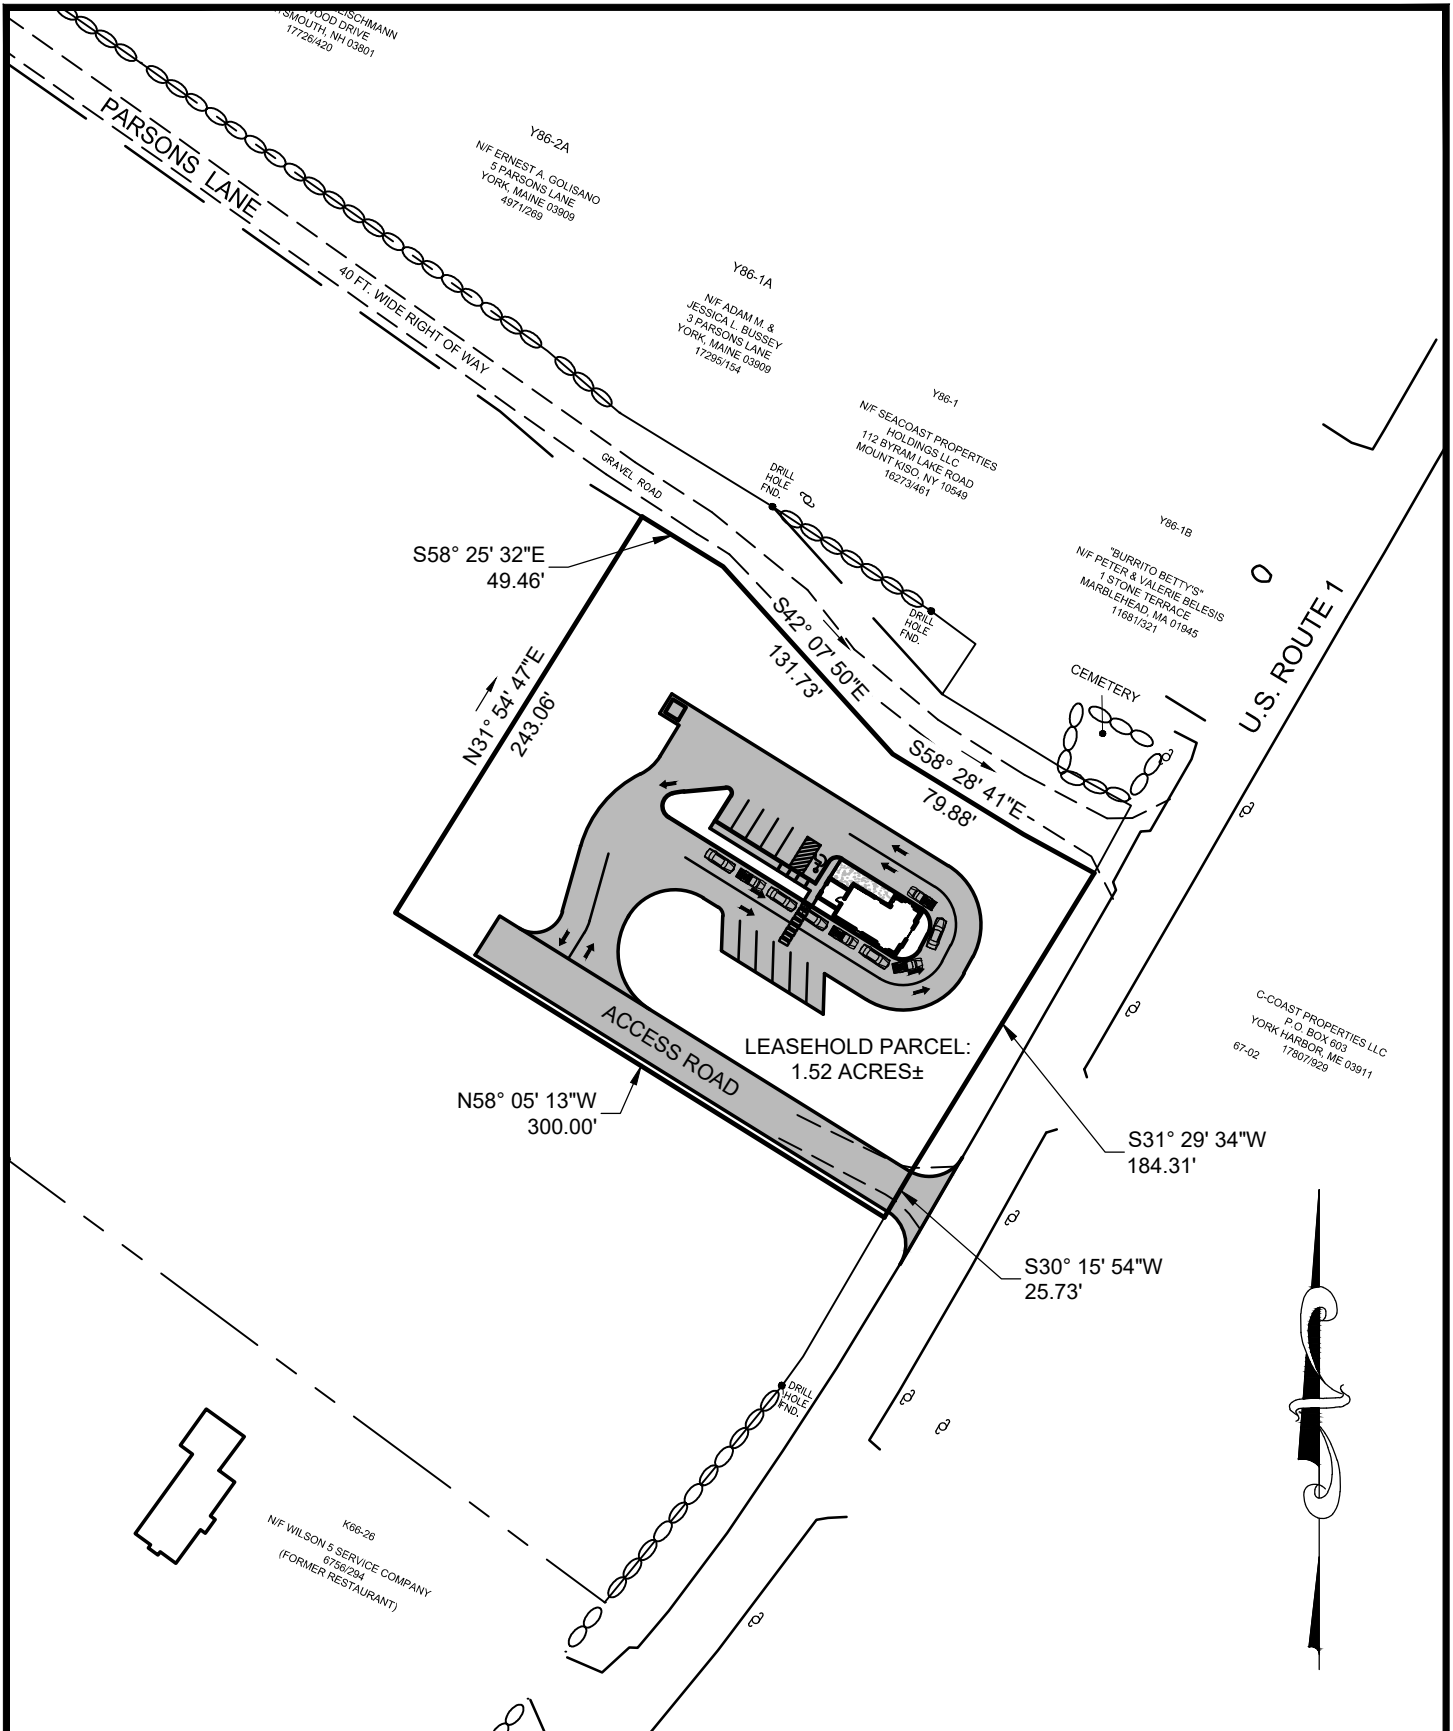 17726/420
PARSONS LANE
Y86-2A
N/F ERNEST A. GOLISANO
5 PARSONS LANE
YORK, MAINE 03909
4971/269
40 FT. WIDE RIGHT OF WAY
Y86-1A
N/F ADAM M. &
JESSICA L. BUSSEY
3 PARSONS LANE
YORK, MAINE 03909
17295/154
Y86-1
N/F SEACOAST PROPERTIES
HOLDINGS LLC
112 BYRAM LAKE ROAD
MOUNT KISO, NY 10549
16273/461
GRAVEL ROAD
DRILL
HOLE
FND.
Y86-1B
"BURRITO BETTY'S"
N/F PETER & VALERIE BELESIS
1 STONE TERRACE
MARBLEHEAD, MA 01945
11681/321
S58° 25' 32"E
49.46'
S42° 07' 50"E
131.73'
DRILL
HOLE
FND.
U.S. ROUTE 1
CEMETERY
N31° 54' 47"E
243.06'
S58° 28' 41"E
79.88'
C-COAST PROPERTIES LLC
P.O. BOX 603
YORK HARBOR, ME 03911
17807/929
67-02
ACCESS ROAD
LEASEHOLD PARCEL:
1.52 ACRES±
N58° 05' 13"W
300.00'
S31° 29' 34"W
184.31'
S30° 15' 54"W
25.73'
DRILL
HOLE
FND.
K66-26
N/F WILSON 5 SERVICE COMPANY
6756/294
(FORMER RESTAURANT)